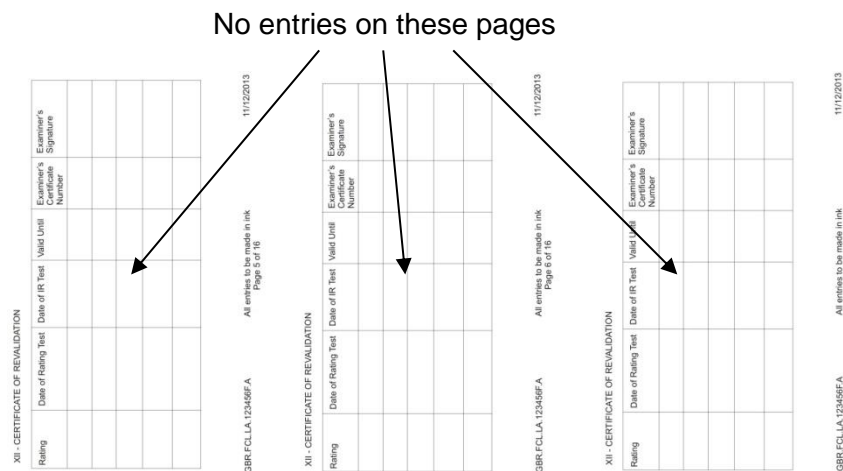 No entries on these pages
XII - CERTIFICATE OF REVALIDATION
Rating
Date of Rating Test
Date of IR Test
Valid Until
Examiner's
Certificate
Number
Examiner's
Signature
GBR.FCL.LA.123456F.A
All entries to be made in ink
Page 5 of 16
11/12/2013
XII - CERTIFICATE OF REVALIDATION
Rating
Date of Rating Test
Date of IR Test
Valid Until
Examiner's
Certificate
Number
Examiner's
Signature
GBR.FCL.LA.123456F.A
All entries to be made in ink
Page 6 of 16
11/12/2013
XII - CERTIFICATE OF REVALIDATION
Rating
Date of Rating Test
Date of IR Test
Valid Until
Examiner's
Certificate
Number
Examiner's
Signature
GBR.FCL.LA.123456F.A
All entries to be made in ink
11/12/2013